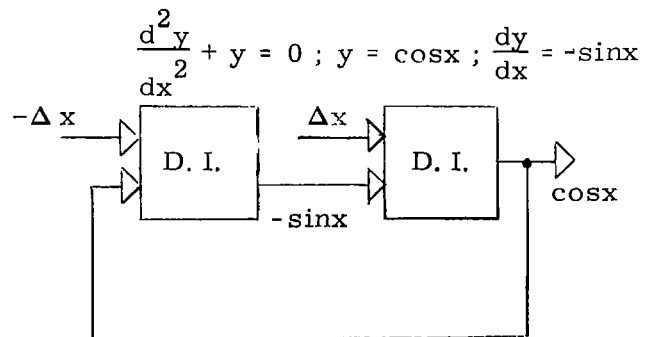 d²y/dx² + y = 0 ; y = cosx ; dy/dx = -sinx
-Δx
Δx
D. I.
D. I.
-sinx
cosx